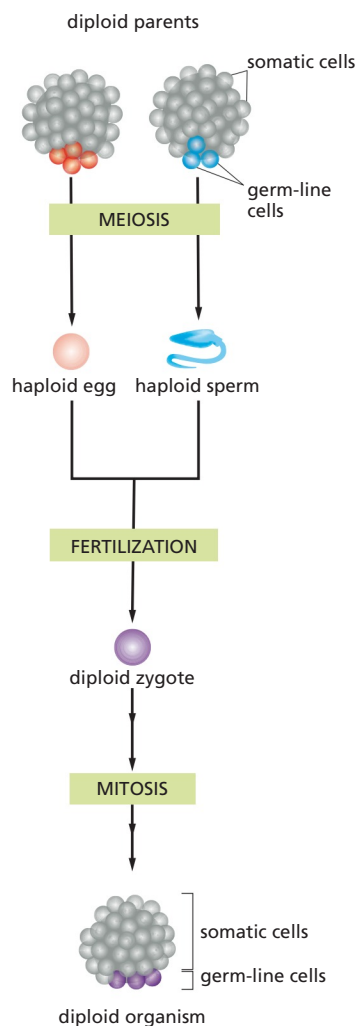 diploid parents
somatic cells
germ-line
cells
MEIOSIS
haploid egg
haploid sperm
FERTILIZATION
diploid zygote
MITOSIS
somatic cells
germ-line cells
diploid organism